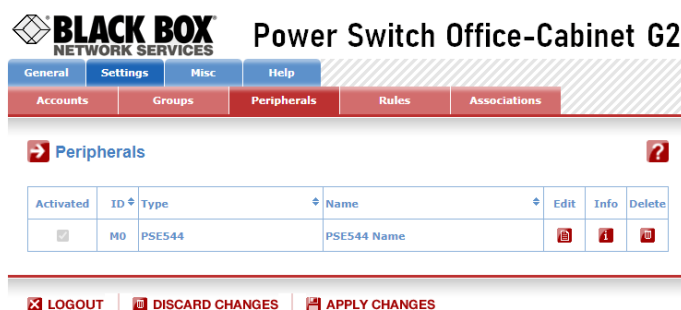 BLACK BOX®
NETWORK SERVICES
Power Switch Office-Cabinet G2
General Settings Misc Help
Accounts Groups Peripherals Rules Associations
Peripherals
?
Activated ID Type Name Edit Info Delete
M0 PSE544 PSE544 Name
LOGOUT DISCARD CHANGES APPLY CHANGES